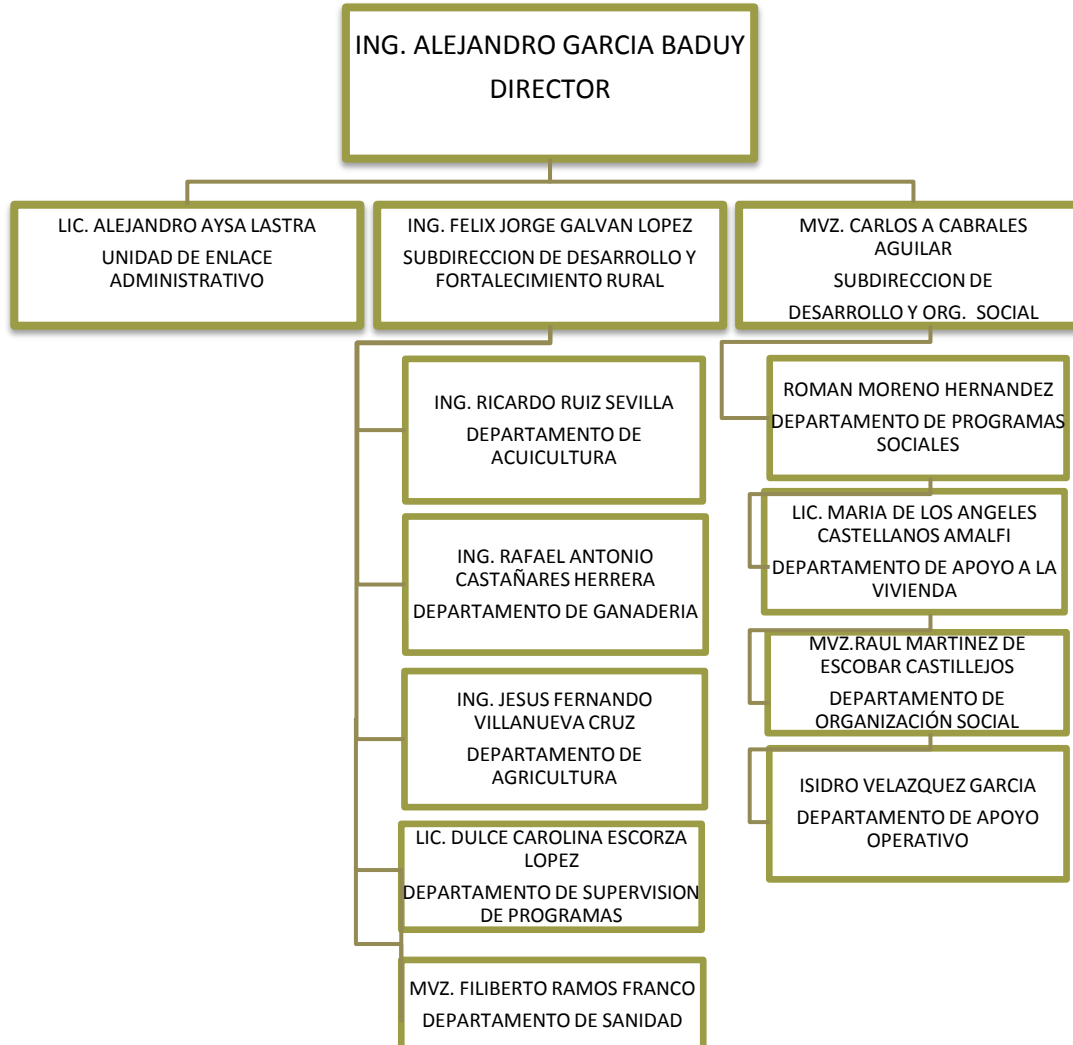 ING. ALEJANDRO GARCIA BADUY
DIRECTOR
LIC. ALEJANDRO AYSA LASTRA
UNIDAD DE ENLACE
ADMINISTRATIVO
ING. FELIX JORGE GALVAN LOPEZ
SUBDIRECCION DE DESARROLLO Y
FORTALECIMIENTO RURAL
MVZ. CARLOS A CABRALES
AGUILAR
SUBDIRECCION DE
DESARROLLO Y ORG. SOCIAL
ING. RICARDO RUIZ SEVILLA
DEPARTAMENTO DE
ACUICULTURA
ING. RAFAEL ANTONIO
CASTAÑARES HERRERA
DEPARTAMENTO DE GANADERIA
ING. JESUS FERNANDO
VILLANUEVA CRUZ
DEPARTAMENTO DE
AGRICULTURA
LIC. DULCE CAROLINA ESCORZA
LOPEZ
DEPARTAMENTO DE SUPERVISION
DE PROGRAMAS
MVZ. FILIBERTO RAMOS FRANCO
DEPARTAMENTO DE SANIDAD
ROMAN MORENO HERNANDEZ
DEPARTAMENTO DE PROGRAMAS
SOCIALES
LIC. MARIA DE LOS ANGELES
CASTELLANOS AMALFI
DEPARTAMENTO DE APOYO A LA
VIVIENDA
MVZ.RAUL MARTINEZ DE
ESCOBAR CASTILLEJOS
DEPARTAMENTO DE
ORGANIZACIÓN SOCIAL
ISIDRO VELAZQUEZ GARCIA
DEPARTAMENTO DE APOYO
OPERATIVO